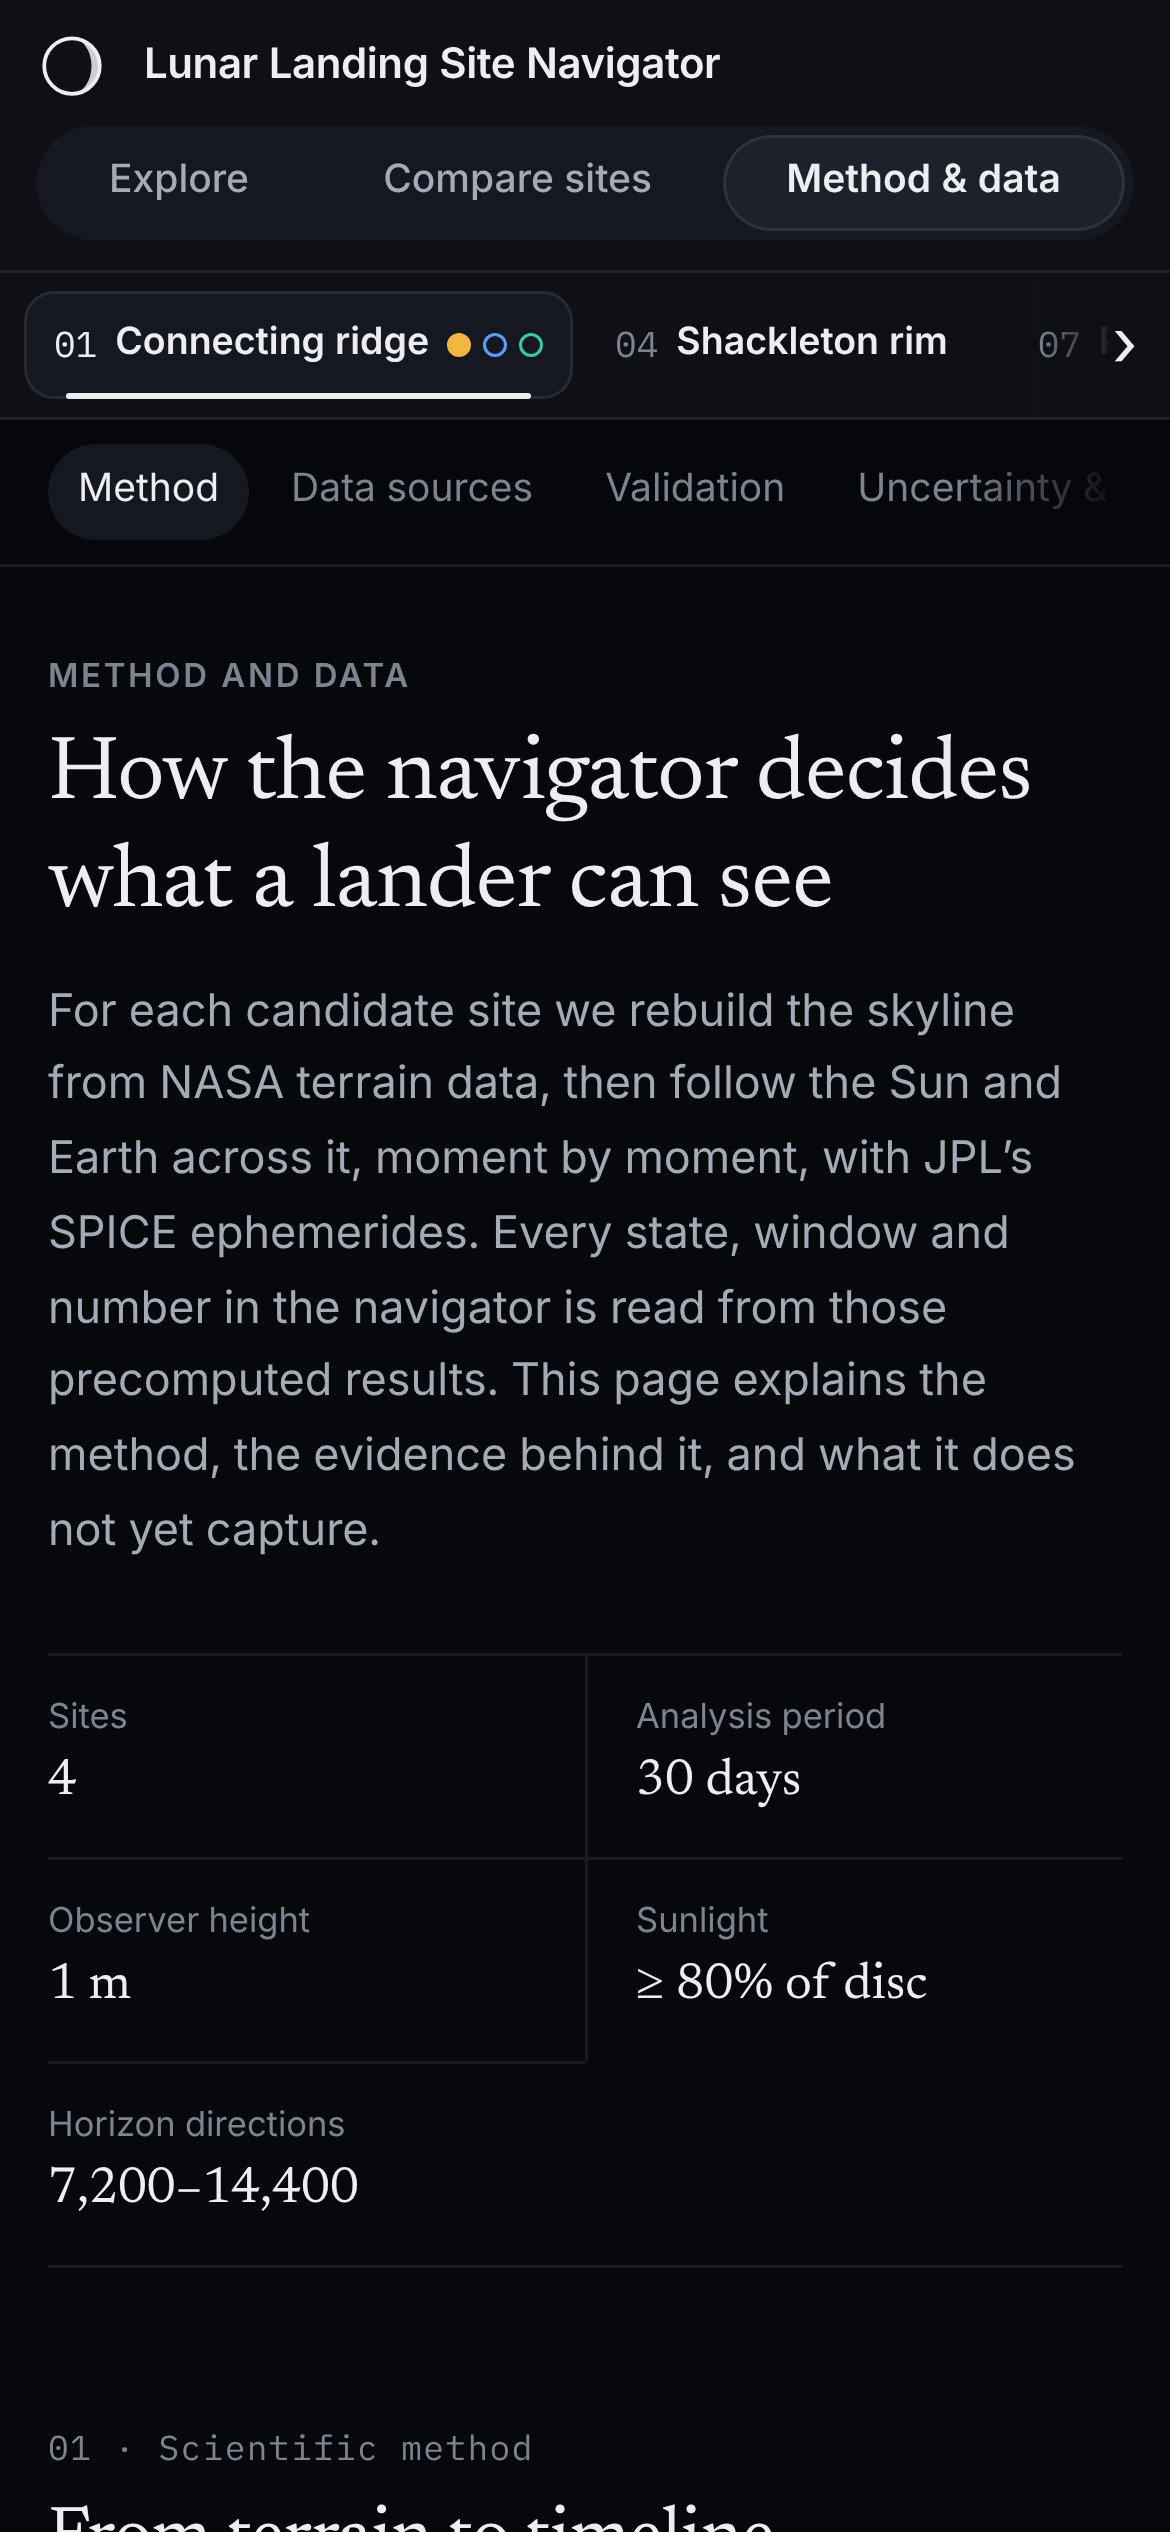 Lunar Landing Site Navigator
Explore Compare sites Method & data
01 Connecting ridge 04 Shackleton rim 07
Method Data sources Validation Uncertainty &
METHOD AND DATA
How the navigator decides
what a lander can see
For each candidate site we rebuild the skyline
from NASA terrain data, then follow the Sun and
Earth across it, moment by moment, with JPL’s
SPICE ephemerides. Every state, window and
number in the navigator is read from those
precomputed results. This page explains the
method, the evidence behind it, and what it does
not yet capture.
Sites
4
Analysis period
30 days
Observer height
1 m
Sunlight
≥ 80% of disc
Horizon directions
7,200–14,400
01 · Scientific method
From terrain to timeline